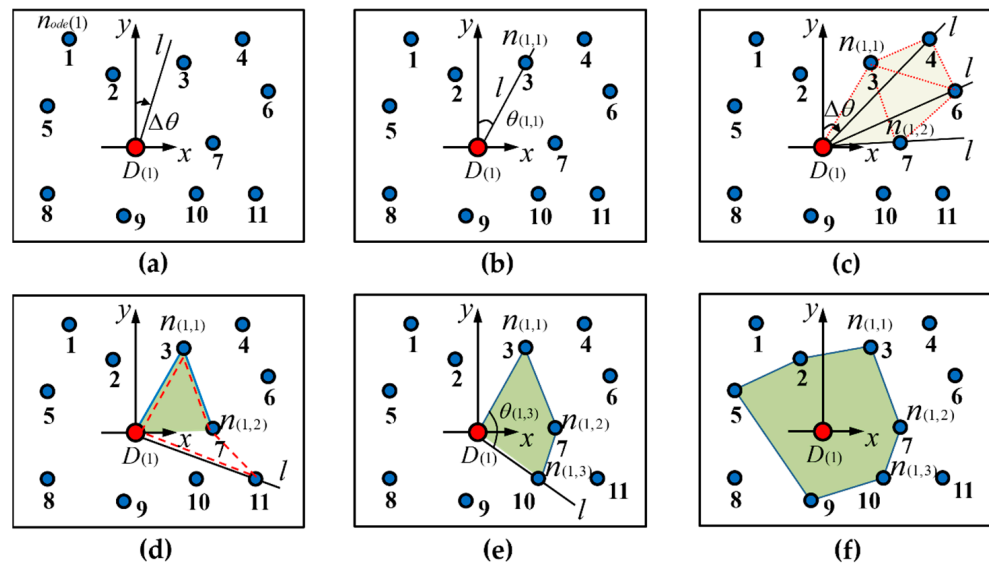 n_ode(1) y l
1 2 3 4 5 6 7 8 9 10 11
Δθ x
D(1)
(a)
y n(1,1)
1 2 3 4 5 6 7 8 9 10 11
l θ(1,1) x
D(1)
(b)
y n(1,1) l
1 2 3 4 5 6 7 8 9 10 11
Δθ l n(1,2)
x l
D(1)
(c)
y n(1,1)
1 2 3 4 5 6 7 8 9 10 11
n(1,2) x
D(1) l
(d)
y n(1,1)
1 2 3 4 5 6 7 8 9 10 11
θ(1,3) n(1,2) x
D(1) n(1,3) l
(e)
y n(1,1)
1 2 3 4 5 6 7 8 9 10 11
n(1,2) x
D(1) n(1,3)
(f)